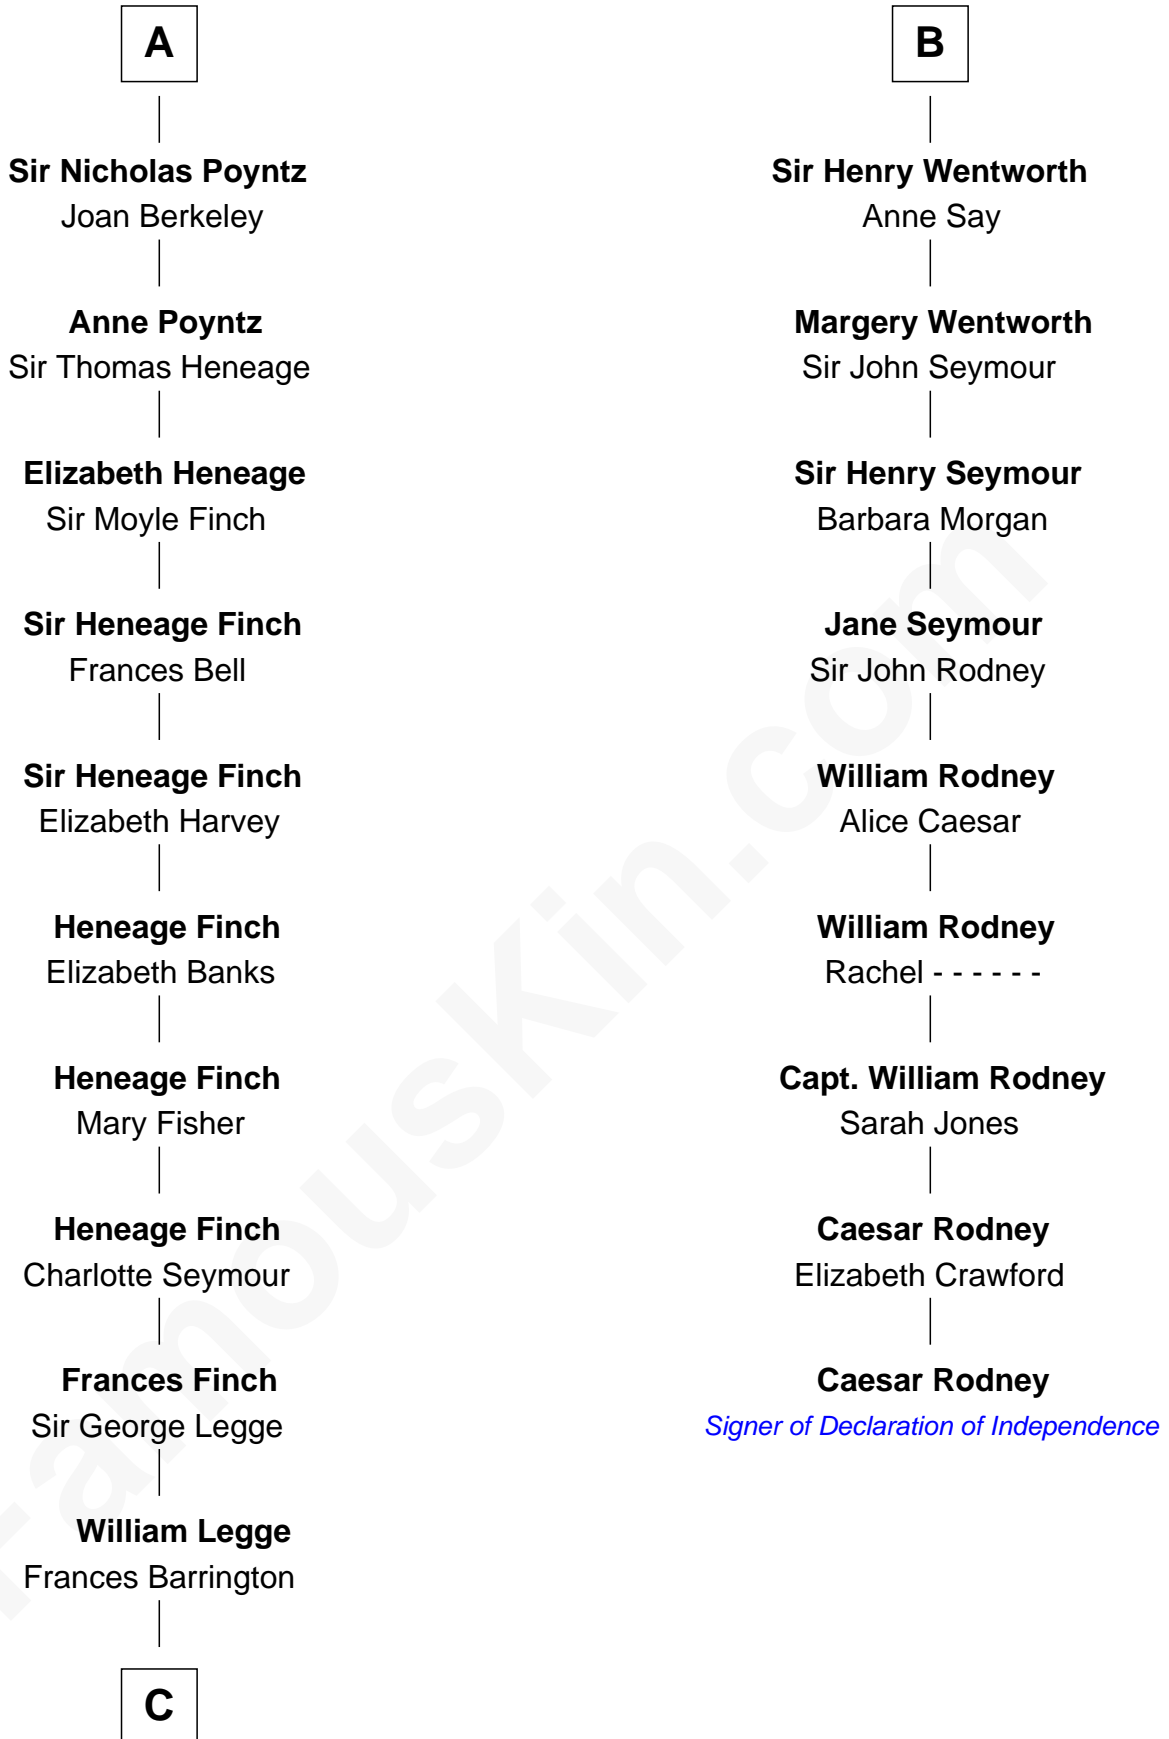 A
Sir Nicholas Poyntz
Joan Berkeley
Anne Poyntz
Sir Thomas Heneage
Elizabeth Heneage
Sir Moyle Finch
Sir Heneage Finch
Frances Bell
Sir Heneage Finch
Elizabeth Harvey
Heneage Finch
Elizabeth Banks
Heneage Finch
Mary Fisher
Heneage Finch
Charlotte Seymour
Frances Finch
Sir George Legge
William Legge
Frances Barrington
C
B
Sir Henry Wentworth
Anne Say
Margery Wentworth
Sir John Seymour
Sir Henry Seymour
Barbara Morgan
Jane Seymour
Sir John Rodney
William Rodney
Alice Caesar
William Rodney
Rachel - - - - - -
Capt. William Rodney
Sarah Jones
Caesar Rodney
Elizabeth Crawford
Caesar Rodney
Signer of Declaration of Independence
FamousKin.com